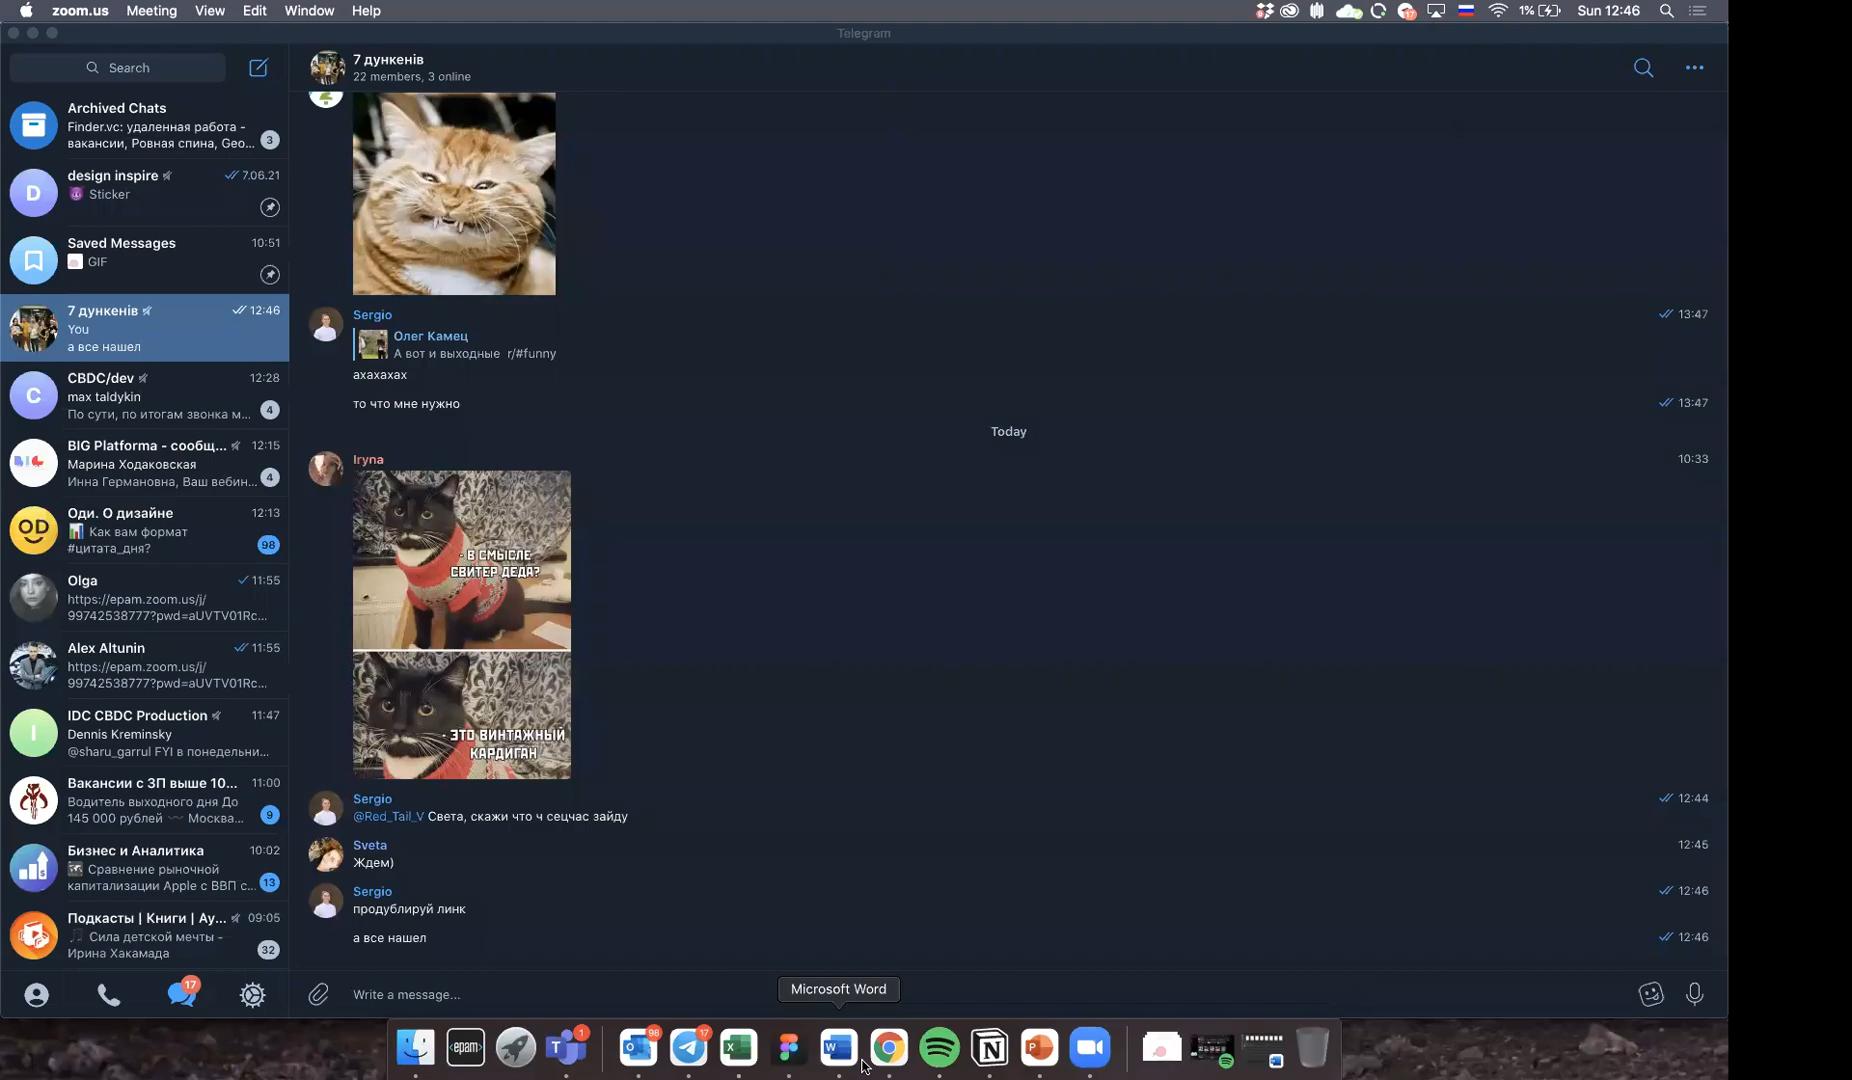 zoom.us Meeting View Edit Window Help
17
1%
Sun 12:46
Telegram
Search
7 дункенів
22 members, 3 online
Archived Chats
Finder.vc: удаленная работа -
вакансии, Ровная спина, Geo...
3
design inspire
7.06.21
😈 Sticker
D
Saved Messages
10:51
GIF
7 дункенів
12:46
You
а все нашел
CBDC/dev
12:28
max taldykin
По сути, по итогам звонка м...
4
C
BIG Platforma - сообщ...
12:15
Марина Ходаковская
Инна Германовна, Ваш вебин...
4
Оди. О дизайне
12:13
📊 Как вам формат
#цитата_дня?
98
OD
Olga
11:55
https://epam.zoom.us/j/
99742538777?pwd=aUVTV01Rc...
Alex Altunin
11:55
https://epam.zoom.us/j/
99742538777?pwd=aUVTV01Rc...
IDC CBDC Production
11:47
Dennis Kreminsky
@sharu_garrul FYI в понедельни...
I
Вакансии с ЗП выше 10...
11:00
Водитель выходного дня До
145 000 рублей 〰️ Москва...
9
Бизнес и Аналитика
10:02
🗺 Сравнение рыночной
капитализации Apple с ВВП с...
13
Подкасты | Книги | Ау...
09:05
🎵 Сила детской мечты -
Ирина Хакамада
32
17
Sergio
13:47
Олег Камец
А вот и выходные r/#funny
ахахахах
то что мне нужно
13:47
Today
Iryna
10:33
- В СМЫСЛЕ
СВИТЕР ДЕДА?
- ЭТО ВИНТАЖНЫЙ
КАРДИГАН
Sergio
12:44
@Red_Tail_V Света, скажи что ч сецчас зайду
Sveta
12:45
Ждем)
Sergio
12:46
продублируй линк
а все нашел
12:46
Write a message...
Microsoft Word
<epam>
1
98
17